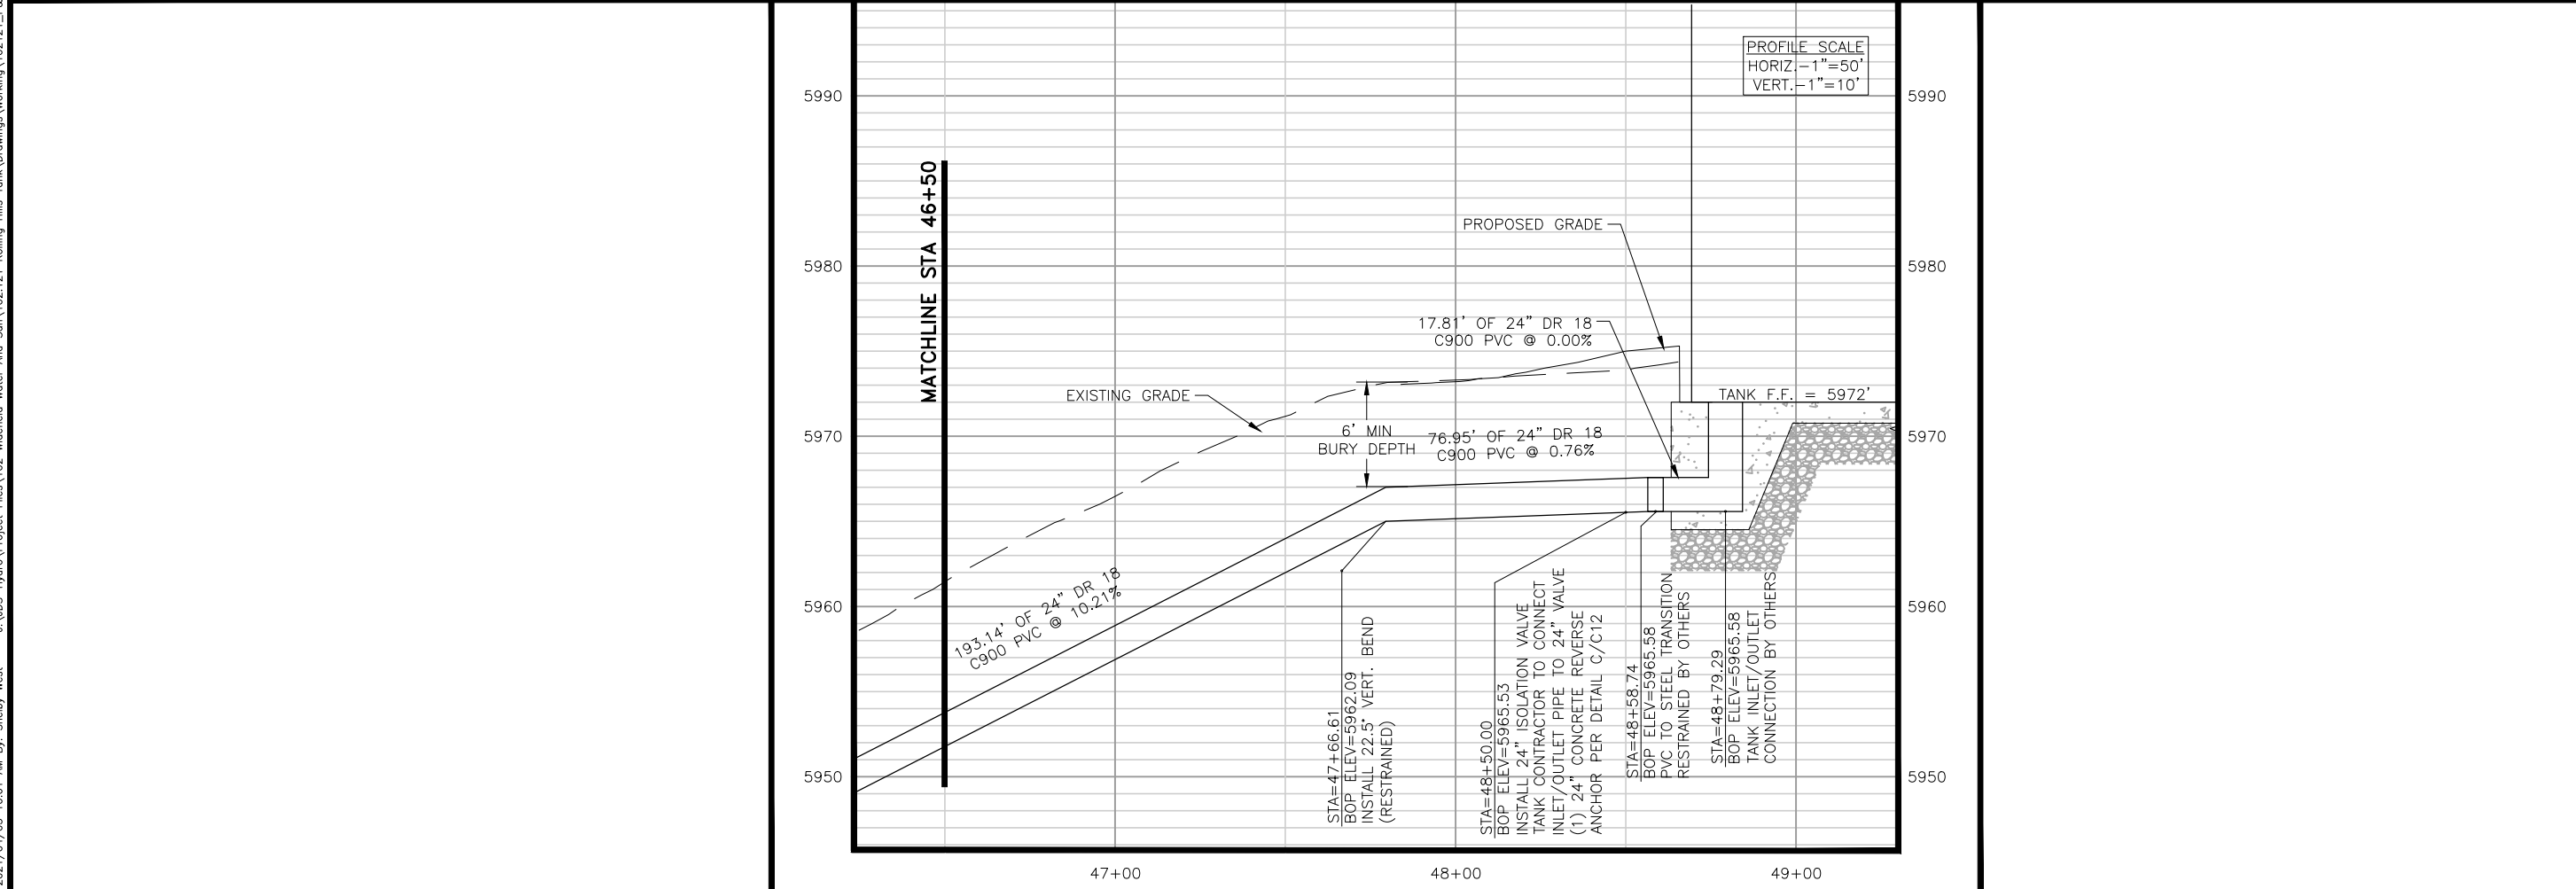 PROFILE SCALE
HORIZ.-1"=50'
VERT.-1"=10'
5990
5990
MATCHLINE STA 46+50
PROPOSED GRADE
5980
5980
17.81' OF 24" DR 18
C900 PVC @ 0.00%
EXISTING GRADE
TANK F.F. = 5972'
6' MIN
BURY DEPTH
76.95' OF 24" DR 18
C900 PVC @ 0.76%
5970
5970
193.14' OF 24" DR 18
C900 PVC @ 10.21%
5960
5960
STA=47+66.61
BOP ELEV=5962.09
INSTALL 22.5° VERT. BEND
(RESTRAINED)
STA=48+50.00
BOP ELEV=5965.53
INSTALL 24" ISOLATION VALVE
TANK CONTRACTOR TO CONNECT
INLET/OUTLET PIPE TO 24" VALVE
(1) 24" CONCRETE REVERSE
ANCHOR PER DETAIL C/C12
STA=48+58.74
BOP ELEV=5965.58
PVC TO STEEL TRANSITION
RESTRAINED BY OTHERS
STA=48+79.29
BOP ELEV=5965.58
TANK INLET/OUTLET
CONNECTION BY OTHERS
5950
5950
47+00
48+00
49+00